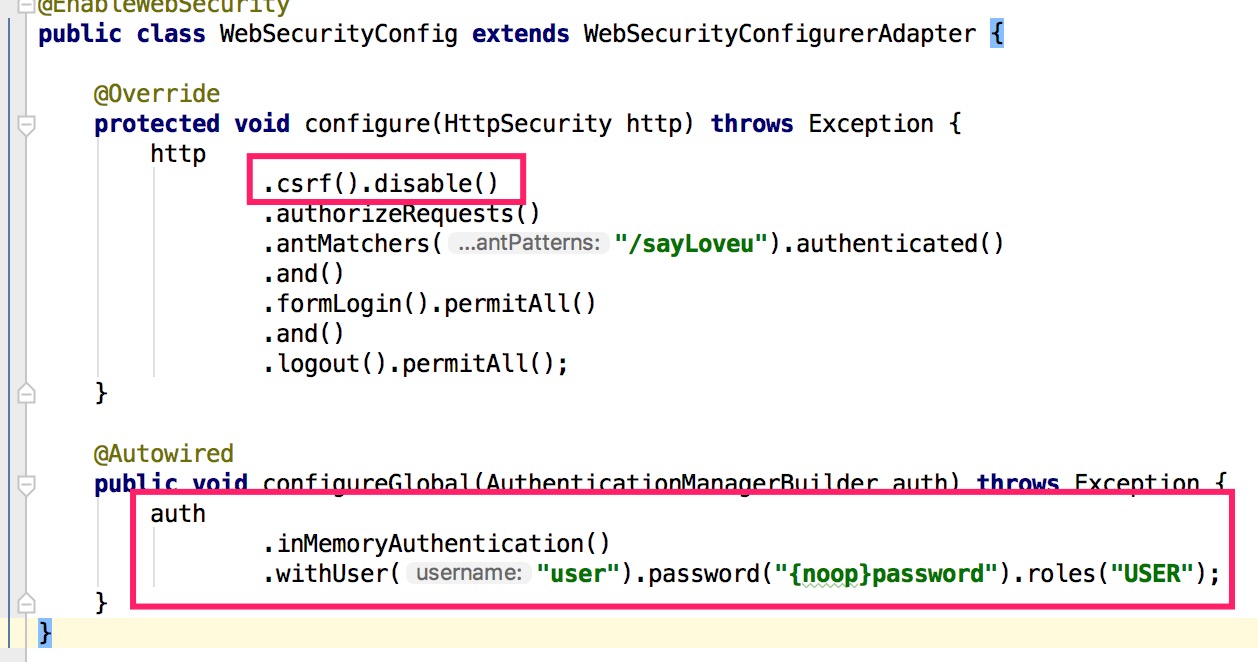 @EnableWebSecurity
public class WebSecurityConfig extends WebSecurityConfigurerAdapter {
@Override
protected void configure(HttpSecurity http) throws Exception {
http
.csrf().disable()
.authorizeRequests()
.antMatchers( ...antPatterns: "/sayLoveu").authenticated()
.and()
.formLogin().permitAll()
.and()
.logout().permitAll();
}
@Autowired
public void configureGlobal(AuthenticationManagerBuilder auth) throws Exception {
auth
.inMemoryAuthentication()
.withUser( username: "user").password("{noop}password").roles("USER");
}
}